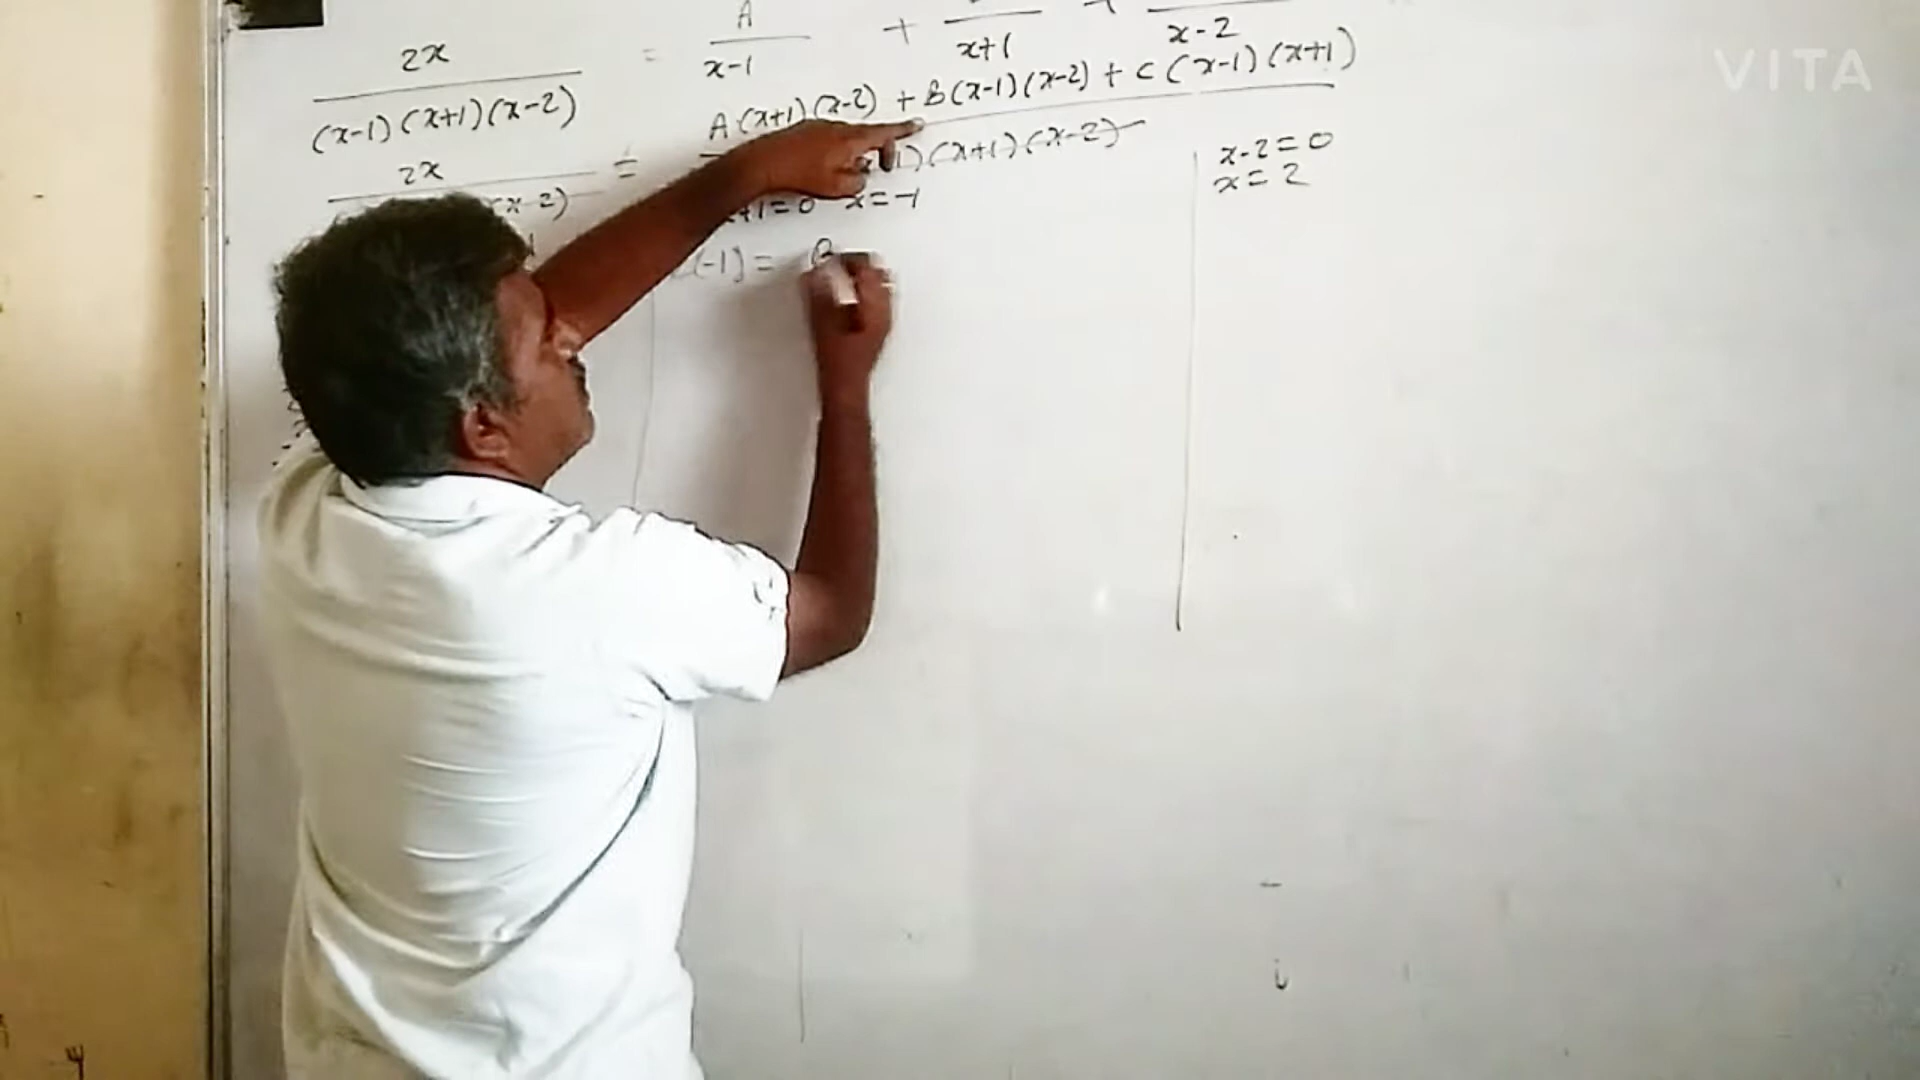 2x / (x-1)(x+1)(x-2) = A / x-1 + / x+1 + / x-2
2x / x-2) = A(x+1)(x-2) + B(x-1)(x-2) + C(x-1)(x+1) / 1)(x+1)(x-2)
+1=0 x=-1
(-1) = B
x-2=0
x=2
VITA